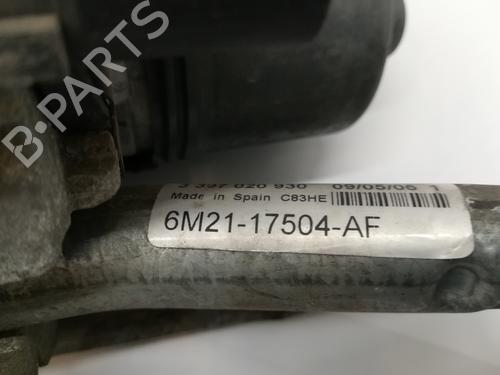 B-PARTS
3 397 020 930 09/05/06 1
Made in Spain C83HE
6M21-17504-AF